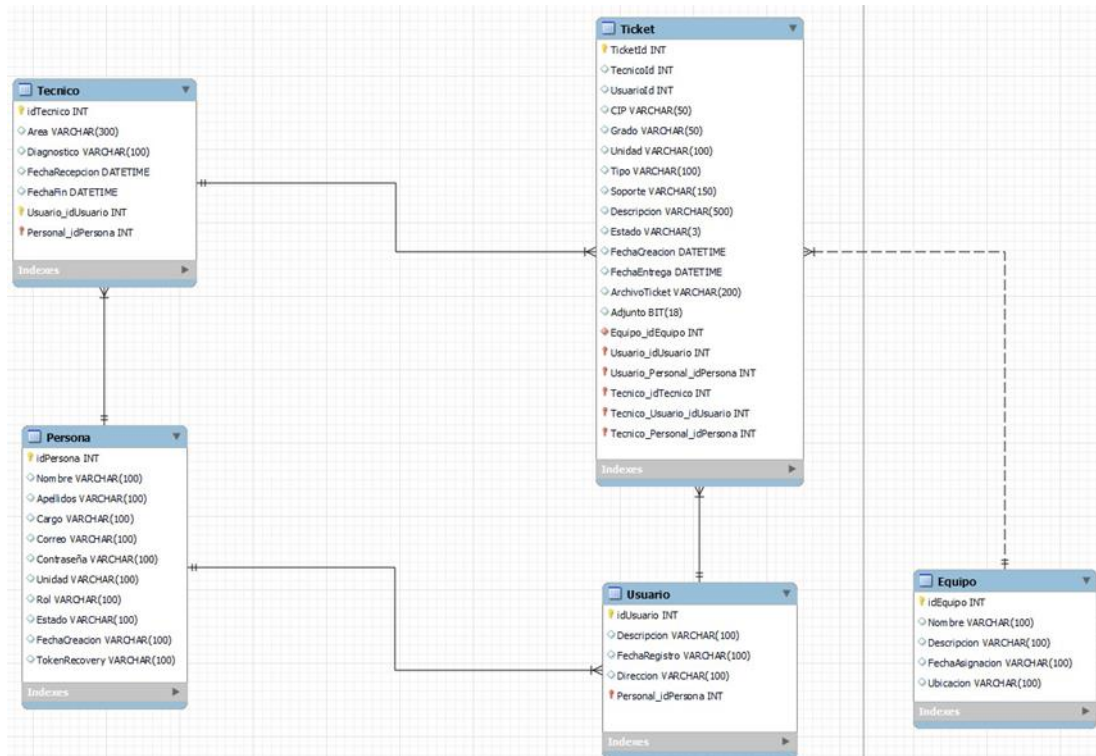 Ticket
TicketId INT
TecnicoId INT
UsuarioId INT
CIP VARCHAR(50)
Grado VARCHAR(50)
Unidad VARCHAR(100)
Tipo VARCHAR(100)
Soporte VARCHAR(150)
Descripcion VARCHAR(500)
Estado VARCHAR(3)
FechaCreacion DATETIME
FechaEntrega DATETIME
ArchivoTicket VARCHAR(200)
Adjunto BIT(18)
Equipo_idEquipo INT
Usuario_idUsuario INT
Usuario_Personal_idPersona INT
Tecnico_idTecnico INT
Tecnico_Usuario_idUsuario INT
Tecnico_Personal_idPersona INT
Indexes
Tecnico
idTecnico INT
Area VARCHAR(300)
Diagnostico VARCHAR(100)
FechaRecepcion DATETIME
FechaFin DATETIME
Usuario_idUsuario INT
Personal_idPersona INT
Indexes
Persona
idPersona INT
Nombre VARCHAR(100)
Apellidos VARCHAR(100)
Cargo VARCHAR(100)
Correo VARCHAR(100)
Contraseña VARCHAR(100)
Unidad VARCHAR(100)
Rol VARCHAR(100)
Estado VARCHAR(100)
FechaCreacion VARCHAR(100)
TokenRecovery VARCHAR(100)
Indexes
Usuario
idUsuario INT
Descripcion VARCHAR(100)
FechaRegistro VARCHAR(100)
Direccion VARCHAR(100)
Personal_idPersona INT
Indexes
Equipo
idEquipo INT
Nombre VARCHAR(100)
Descripcion VARCHAR(100)
FechaAsignacion VARCHAR(100)
Ubicacion VARCHAR(100)
Indexes